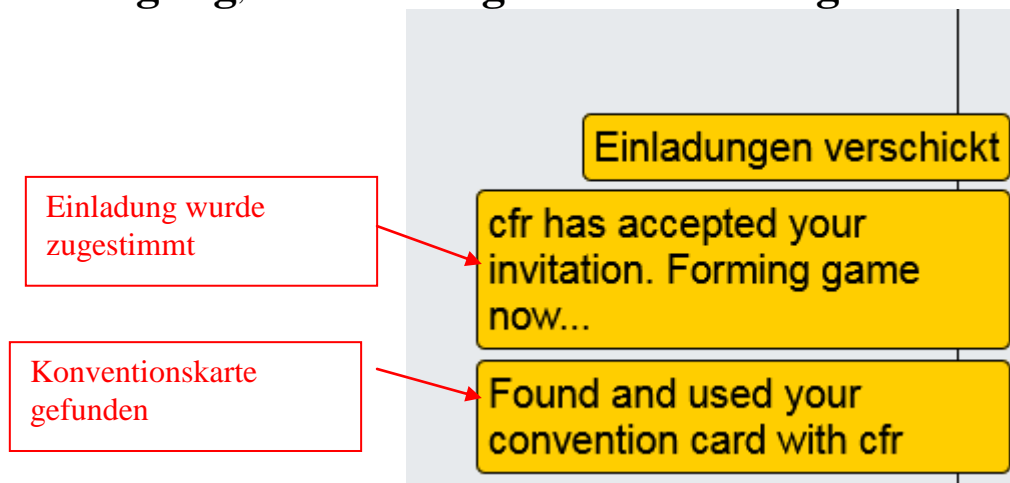 Einladungen verschickt
Einladung wurde
zugestimmt
cfr has accepted your
invitation. Forming game
now...
Konventionskarte
gefunden
Found and used your
convention card with cfr